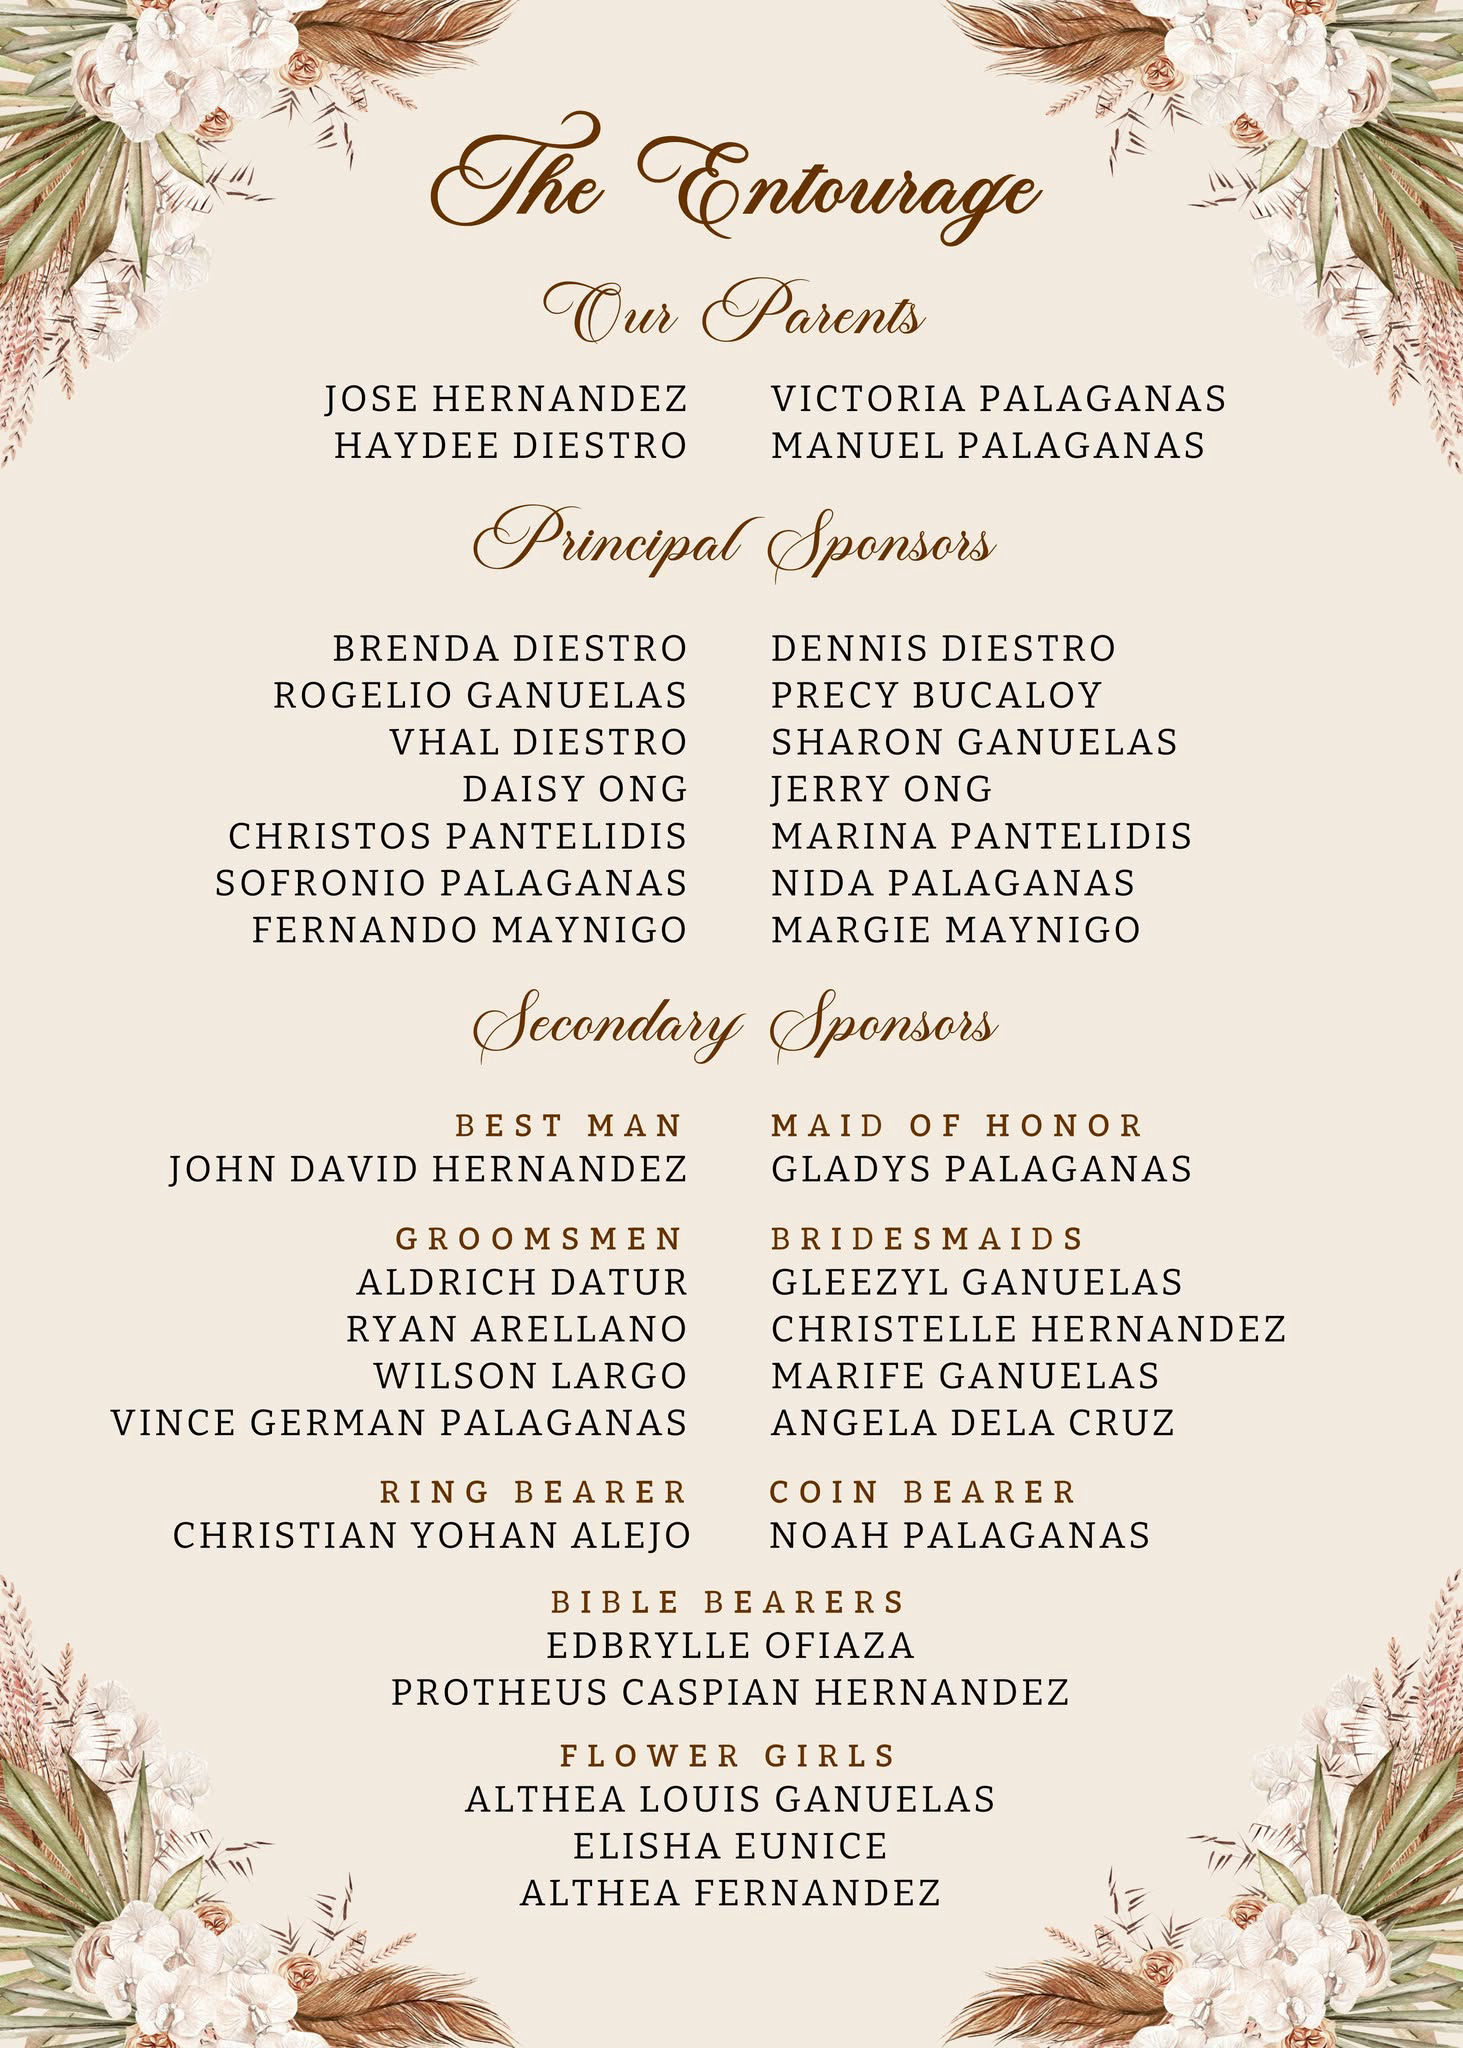 The Entourage
Our Parents
JOSE HERNANDEZ VICTORIA PALAGANAS
HAYDEE DIESTRO MANUEL PALAGANAS
Principal Sponsors
BRENDA DIESTRO DENNIS DIESTRO
ROGELIO GANUELAS PRECY BUCALOY
VHAL DIESTRO SHARON GANUELAS
DAISY ONG JERRY ONG
CHRISTOS PANTELIDIS MARINA PANTELIDIS
SOFRONIO PALAGANAS NIDA PALAGANAS
FERNANDO MAYNIGO MARGIE MAYNIGO
Secondary Sponsors
BEST MAN MAID OF HONOR
JOHN DAVID HERNANDEZ GLADYS PALAGANAS
GROOMSMEN BRIDESMAIDS
ALDRICH DATUR GLEEZYL GANUELAS
RYAN ARELLANO CHRISTELLE HERNANDEZ
WILSON LARGO MARIFE GANUELAS
VINCE GERMAN PALAGANAS ANGELA DELA CRUZ
RING BEARER COIN BEARER
CHRISTIAN YOHAN ALEJO NOAH PALAGANAS
BIBLE BEARERS
EDBRYLLE OFIAZA
PROTHEUS CASPIAN HERNANDEZ
FLOWER GIRLS
ALTHEA LOUIS GANUELAS
ELISHA EUNICE
ALTHEA FERNANDEZ